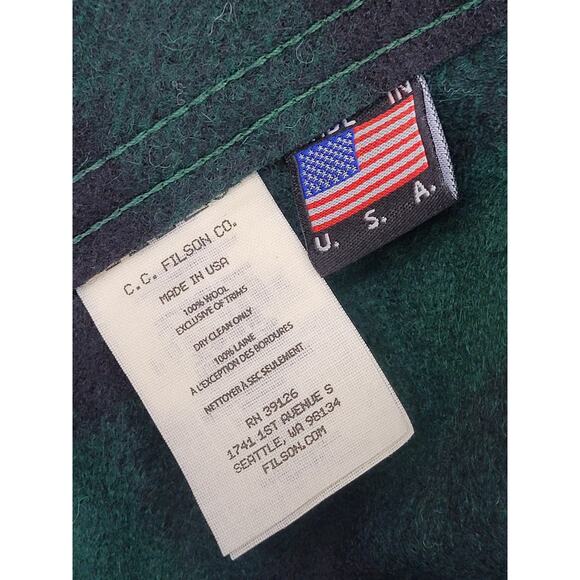 IN
U. S. A.
C.C. FILSON CO.
MADE IN USA
100% WOOL
EXCLUSIVE OF TRIMS
DRY CLEAN ONLY
100% LAINE
A L'EXCEPTION DES BORDURES
NETTOYER À SEC SEULEMENT
RN 39126
1741 1ST AVENUE S
SEATTLE, WA 98134
FILSON.COM